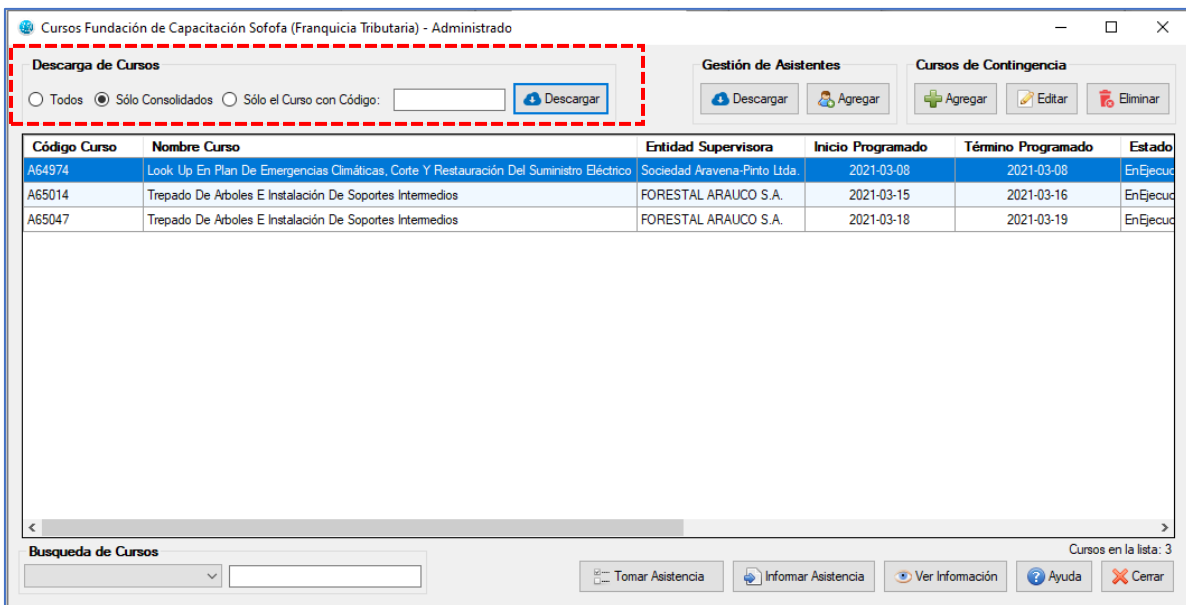 Cursos Fundación de Capacitación Sofofa (Franquicia Tributaria) - Administrado
Descarga de Cursos
Gestión de Asistentes
Cursos de Contingencia
Todos Sólo Consolidados Sólo el Curso con Código: Descargar
Descargar Agregar
Agregar Editar Eliminar
Código Curso Nombre Curso Entidad Supervisora Inicio Programado Término Programado Estado
A64974 Look Up En Plan De Emergencias Climáticas, Corte Y Restauración Del Suministro Eléctrico Sociedad Aravena-Pinto Ltda. 2021-03-08 2021-03-08 EnEjecuc
A65014 Trepado De Arboles E Instalación De Soportes Intermedios FORESTAL ARAUCO S.A. 2021-03-15 2021-03-16 EnEjecuc
A65047 Trepado De Arboles E Instalación De Soportes Intermedios FORESTAL ARAUCO S.A. 2021-03-18 2021-03-19 EnEjecuc
Busqueda de Cursos
Cursos en la lista: 3
Tomar Asistencia Informar Asistencia Ver Información Ayuda Cerrar